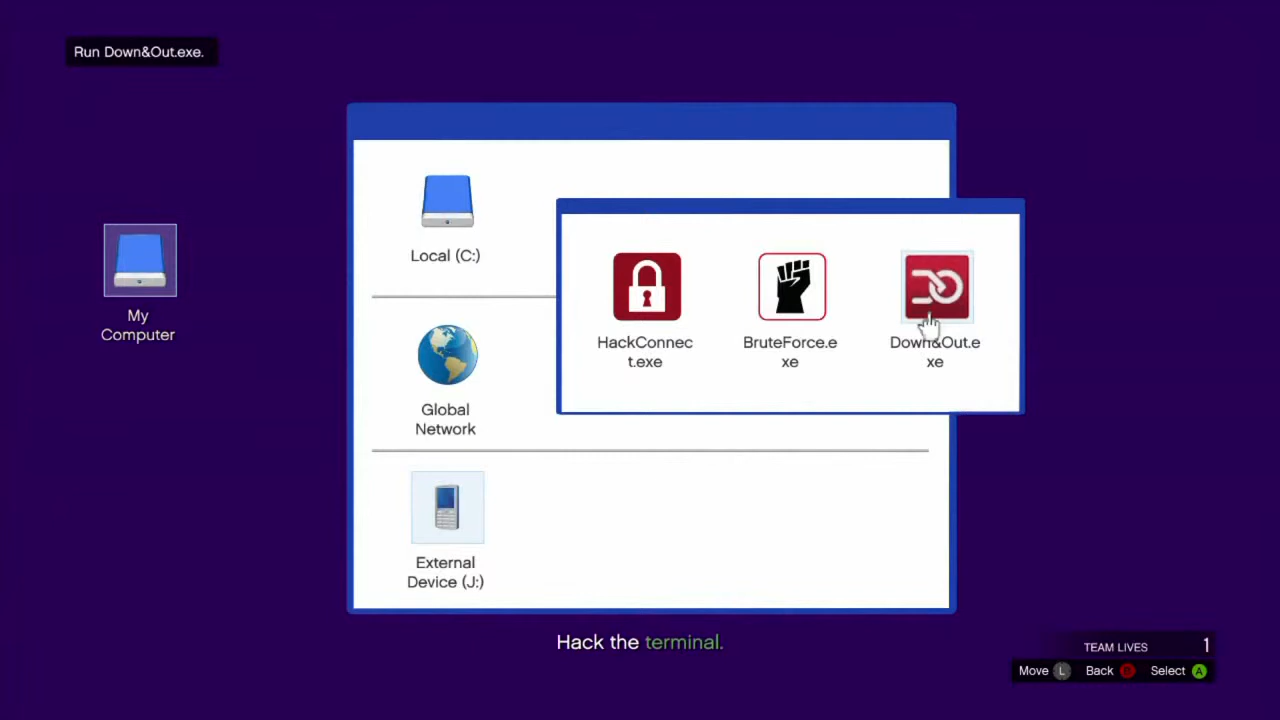 Run Down&Out.exe.
Local (C:)
My
Computer
HackConnec
t.exe
BruteForce.e
xe
Down&Out.e
xe
Global
Network
External
Device (J:)
Hack the terminal.
TEAM LIVES 1
Move L Back B Select A